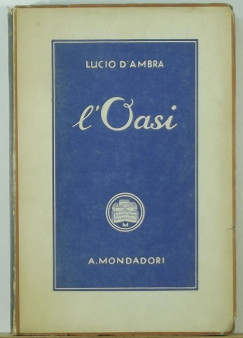 LUCIO D'AMBRA
l'Oasi
M
A. MONDADORI